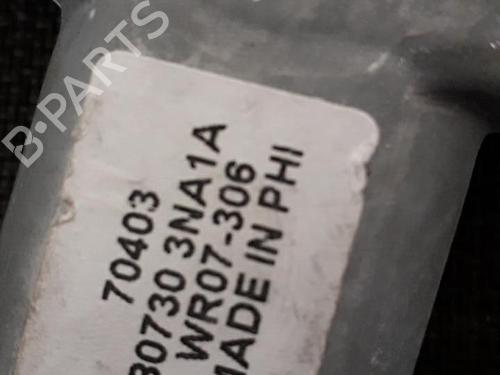 70403
80730 3NA1A
WR07-306
MADE IN PHI
B-PARTS